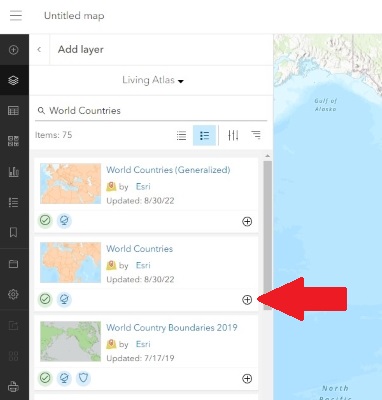 Untitled map
Add layer
Living Atlas
World Countries
Items: 75
World Countries (Generalized)
by Esri
Updated: 8/30/22
World Countries
by Esri
Updated: 8/30/22
World Country Boundaries 2019
by Esri
Updated: 7/17/19
Gulf of
Alaska
North
Pacific